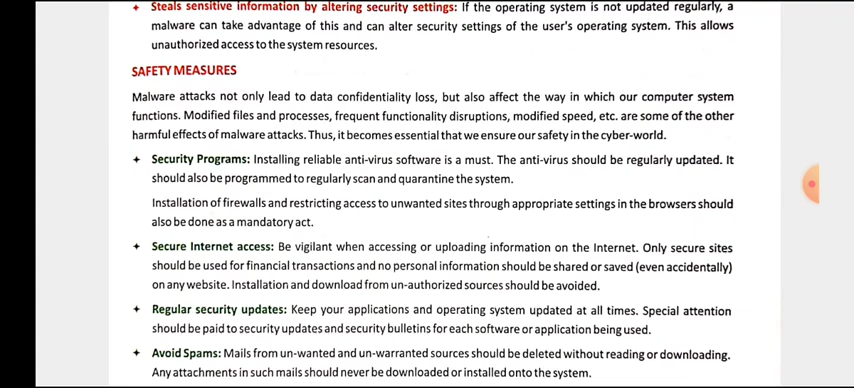 Steals sensitive information by altering security settings: If the operating system is not updated regularly, a
malware can take advantage of this and can alter security settings of the user's operating system. This allows
unauthorized access to the system resources.
SAFETY MEASURES
Malware attacks not only lead to data confidentiality loss, but also affect the way in which our computer system
functions. Modified files and processes, frequent functionality disruptions, modified speed, etc. are some of the other
harmful effects of malware attacks. Thus, it becomes essential that we ensure our safety in the cyber-world.
Security Programs: Installing reliable anti-virus software is a must. The anti-virus should be regularly updated. It
should also be programmed to regularly scan and quarantine the system.
Installation of firewalls and restricting access to unwanted sites through appropriate settings in the browsers should
also be done as a mandatory act.
Secure Internet access: Be vigilant when accessing or uploading information on the Internet. Only secure sites
should be used for financial transactions and no personal information should be shared or saved (even accidentally)
on any website. Installation and download from un-authorized sources should be avoided.
Regular security updates: Keep your applications and operating system updated at all times. Special attention
should be paid to security updates and security bulletins for each software or application being used.
Avoid Spams: Mails from un-wanted and un-warranted sources should be deleted without reading or downloading.
Any attachments in such mails should never be downloaded or installed onto the system.